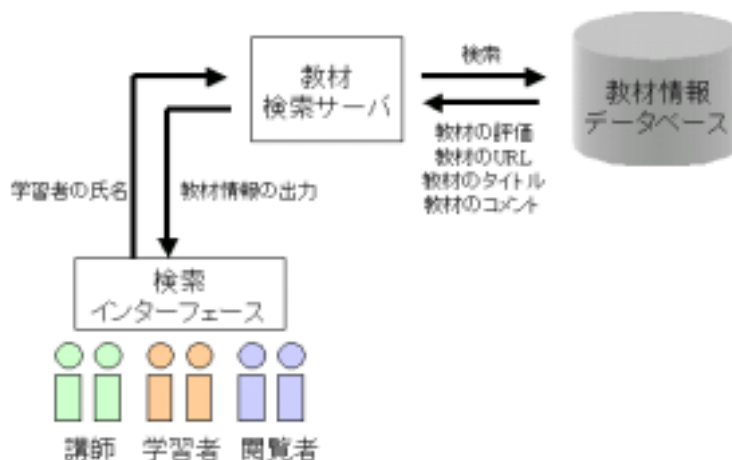 教材
検索サーバ
検索
教材情報
データベース
教材の評価
教材のURL
教材のタイトル
教材のコメント
学習者の氏名
教材情報の出力
検索
インターフェース
講師
学習者
閲覧者